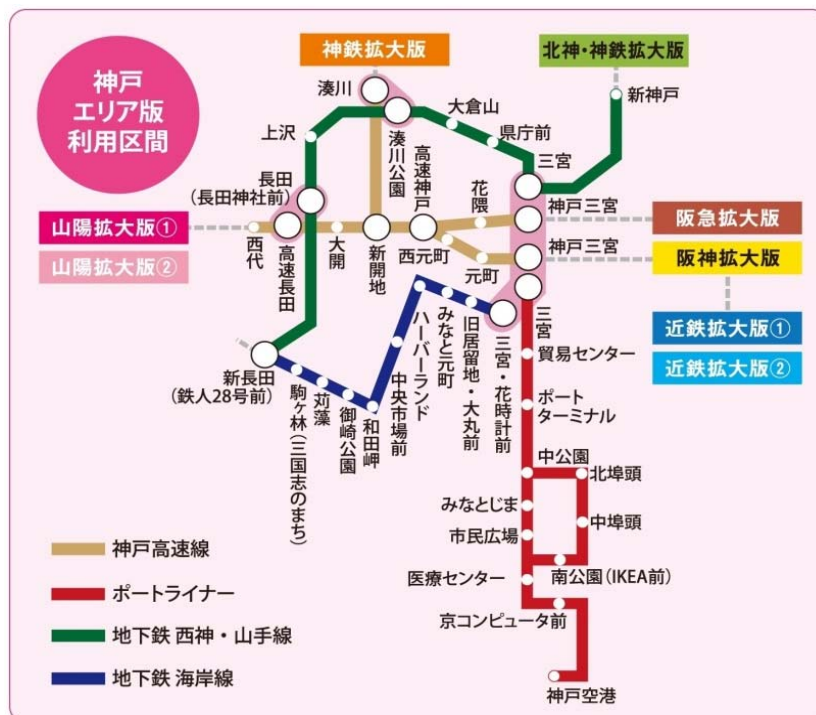 神戸
エリア版
利用区間
神鉄拡大版
北神・神鉄拡大版
湊川
湊川公園
大倉山
県庁前
新神戸
上沢
三宮
長田
(長田神社前)
高速神戸
花隈
神戸三宮
阪急拡大版
山陽拡大版①
山陽拡大版②
西代
高速長田
大開
新開地
西元町
元町
神戸三宮
阪神拡大版
三宮
近鉄拡大版①
近鉄拡大版②
新長田
(鉄人28号前)
駒ヶ林(三国志のまち)
苅藻
御崎公園
和田岬
中央市場前
ハーバーランド
みなと元町
旧居留地・大丸前
三宮・花時計前
貿易センター
ポート
ターミナル
中公園
北埠頭
みなとじま
中埠頭
市民広場
医療センター
南公園(IKEA前)
京コンピュータ前
神戸空港
神戸高速線
ポートライナー
地下鉄 西神・山手線
地下鉄 海岸線